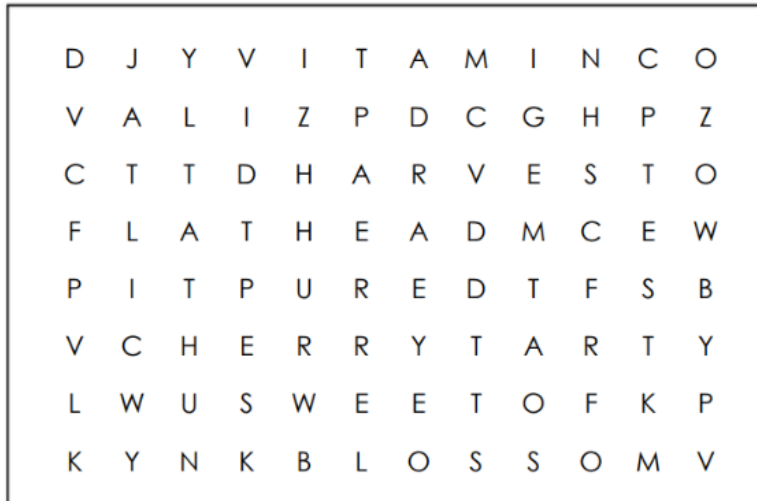 D J Y V I T A M I N C O
V A L I Z P D C G H P Z
C T T D H A R V E S T O
F L A T H E A D M C E W
P I T P U R E D T F S B
V C H E R R Y T A R T Y
L W U S W E E T O F K P
K Y N K B L O S S O M V